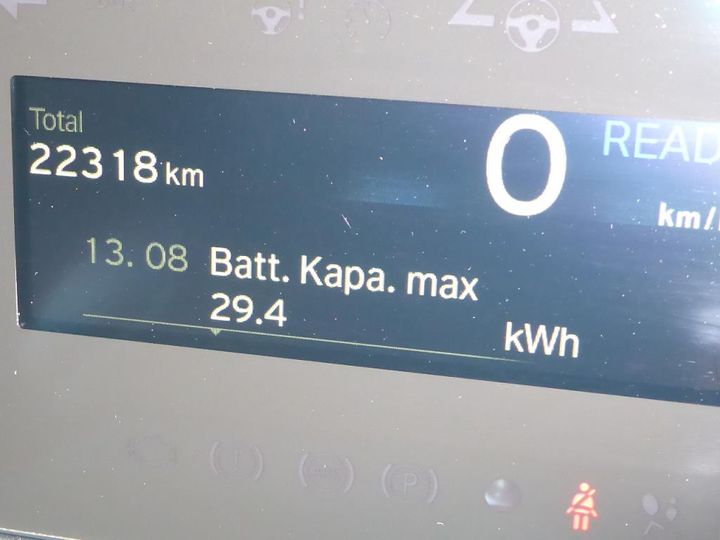 Total
22318 km
0
READ
km/
13. 08 Batt. Kapa. max
29.4 kWh
P